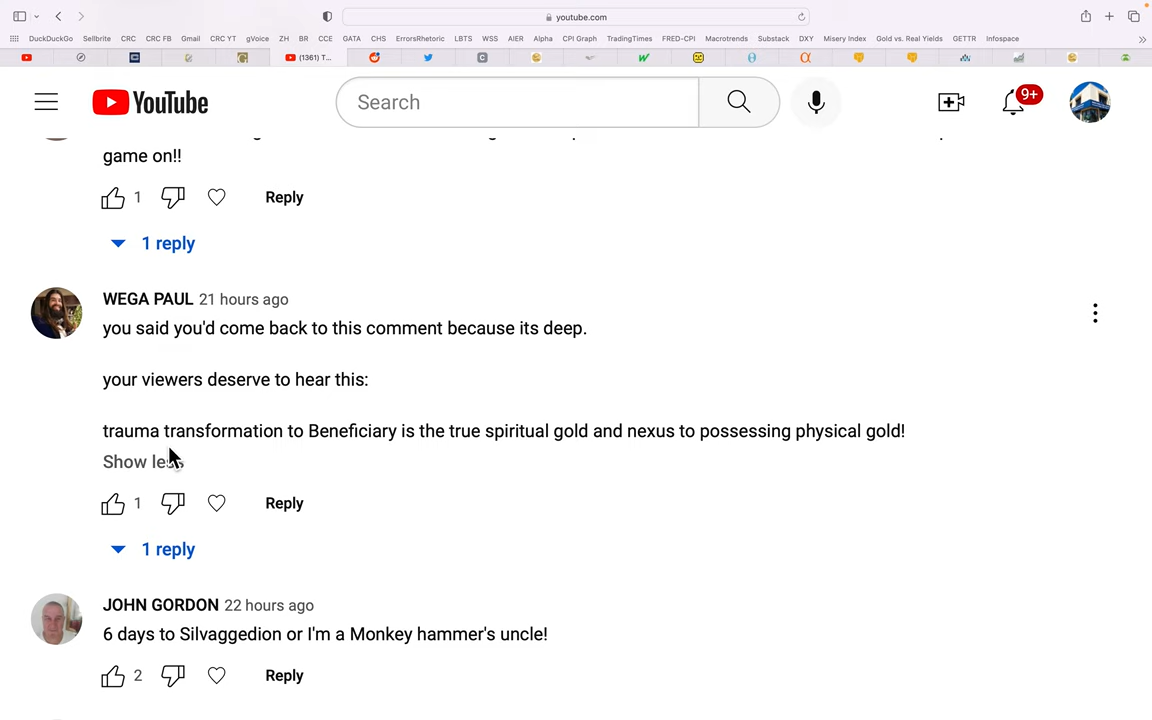 youtube.com
DuckDuckGo Sellbrite CRC CRC FB Gmail CRC YT gVoice ZH BR CCE GATA CHS ErrorsRhetoric LBTS WSS AIER Alpha CPI Graph TradingTimes FRED-CPI Macrotrends Substack DXY Misery Index Gold vs. Real Yields GETTR Infospace
(1361) T...
YouTube
Search
9+
game on!!
1 Reply
1 reply
WEGA PAUL 21 hours ago
you said you'd come back to this comment because its deep.
your viewers deserve to hear this:
trauma transformation to Beneficiary is the true spiritual gold and nexus to possessing physical gold!
Show less
1 Reply
1 reply
JOHN GORDON 22 hours ago
6 days to Silvaggedion or I'm a Monkey hammer's uncle!
2 Reply